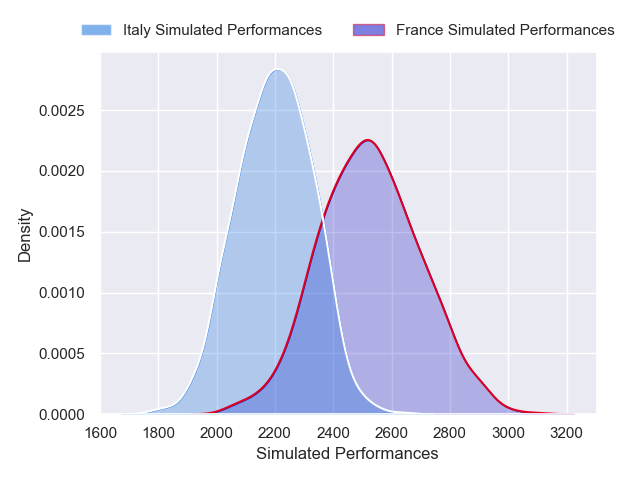 Italy Simulated Performances France Simulated Performances
0.0025
0.0020
0.0015
0.0010
0.0005
0.0000
Density
1600 1800 2000 2200 2400 2600 2800 3000 3200
Simulated Performances